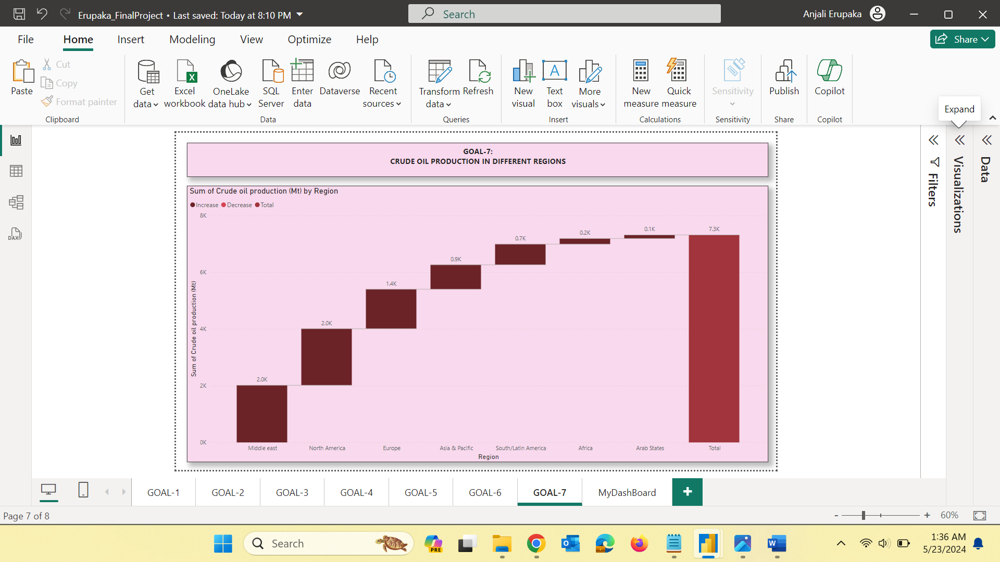 Erupaka_FinalProject • Last saved: Today at 8:10 PM
Search
Anjali Erupaka
File Home Insert Modeling View Optimize Help
Share
Paste
Cut
Copy
Format painter
Clipboard
Get data
Excel workbook
OneLake data hub
SQL Server
Enter data
Dataverse
Recent sources
Data
Transform data
Refresh
Queries
New visual
Text box
More visuals
Insert
New measure
Quick measure
Calculations
Sensitivity
Sensitivity
Publish
Share
Copilot
Copilot
Expand
DAX
GOAL-7:
CRUDE OIL PRODUCTION IN DIFFERENT REGIONS
Sum of Crude oil production (Mt) by Region
Increase Decrease Total
8K
6K
4K
2K
0K
Sum of Crude oil production (Mt)
2.0K
2.0K
1.4K
0.9K
0.7K
0.2K
0.1K
7.3K
Middle east North America Europe Asia & Pacific South/Latin America Africa Arab States Total
Region
Filters
Visualizations
Data
GOAL-1 GOAL-2 GOAL-3 GOAL-4 GOAL-5 GOAL-6 GOAL-7 MyDashBoard +
Page 7 of 8
- + 60%
Search
PRE
1:36 AM
5/23/2024